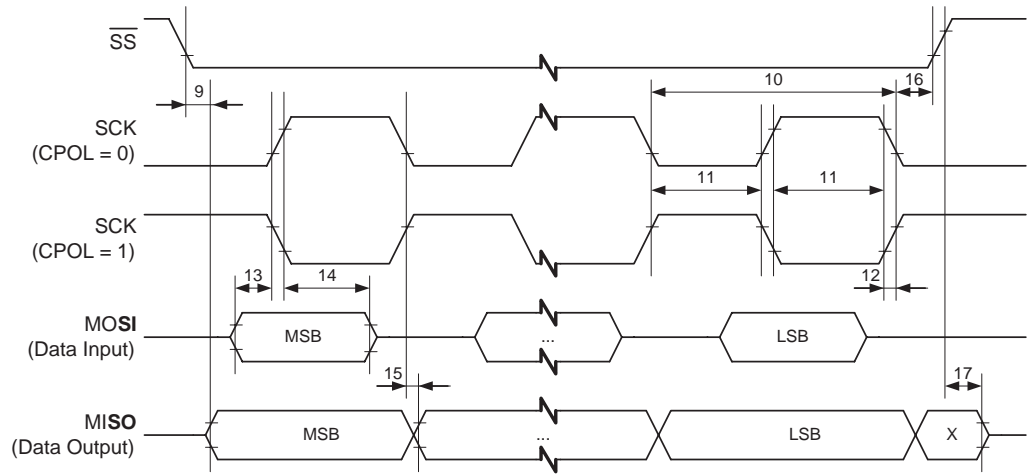 SS
9
10
16
SCK
(CPOL = 0)
11
11
SCK
(CPOL = 1)
13
14
12
MOSI
(Data Input)
MSB
...
LSB
15
17
MISO
(Data Output)
MSB
...
LSB
X